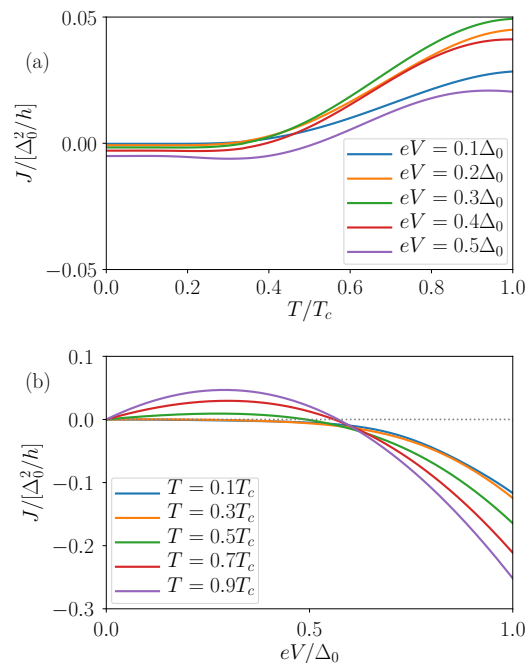 0.05
(a)
J/[Δ₀²/h]
0.00
−0.05
eV = 0.1Δ₀
eV = 0.2Δ₀
eV = 0.3Δ₀
eV = 0.4Δ₀
eV = 0.5Δ₀
0.0 0.2 0.4 0.6 0.8 1.0
T/T_c
0.1
(b)
0.0
J/[Δ₀²/h]
−0.1
−0.2
−0.3
T = 0.1T_c
T = 0.3T_c
T = 0.5T_c
T = 0.7T_c
T = 0.9T_c
0.0 0.5 1.0
eV/Δ₀